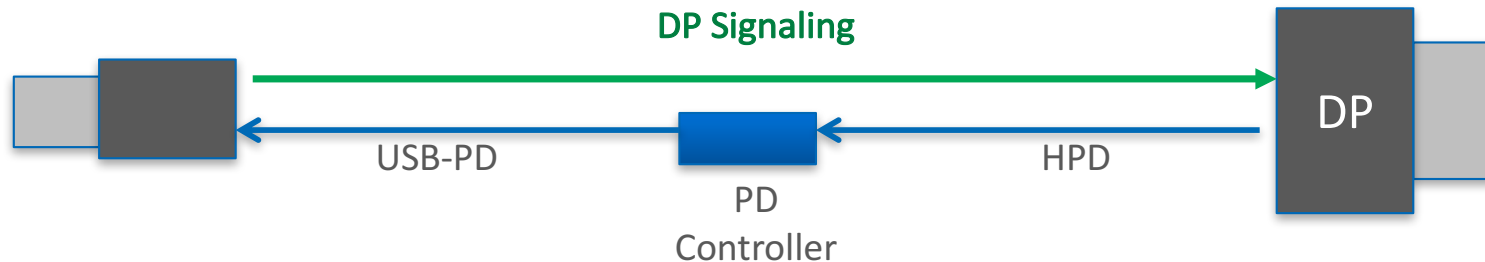 DP Signaling
DP
USB-PD
HPD
PD
Controller